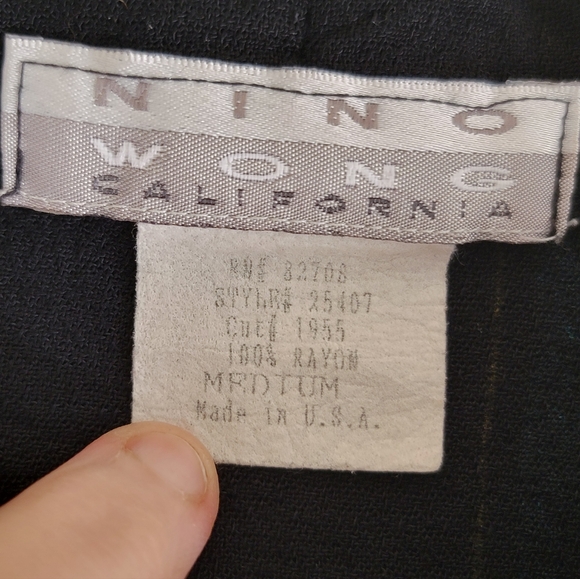 NINO
WONG
CALIFORNIA
RN# 82708
STYLE# 25407
Cut# 1955
100% RAYON
MEDIUM
Made in U.S.A.